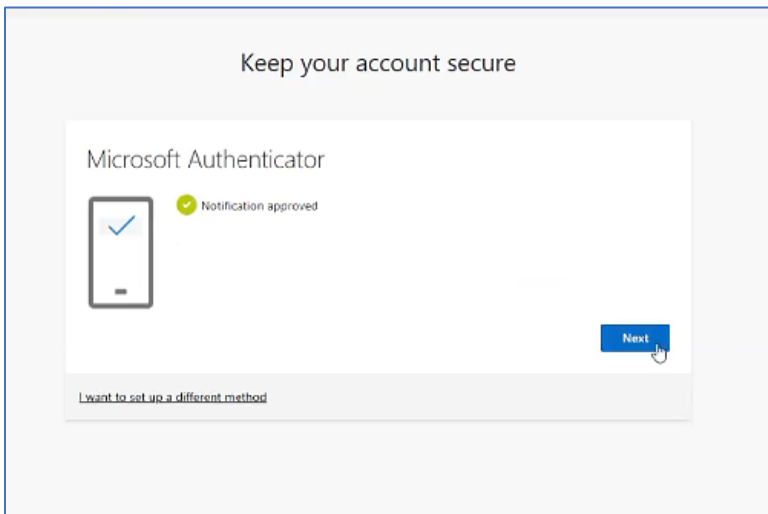 Keep your account secure
Microsoft Authenticator
Notification approved
Next
I want to set up a different method